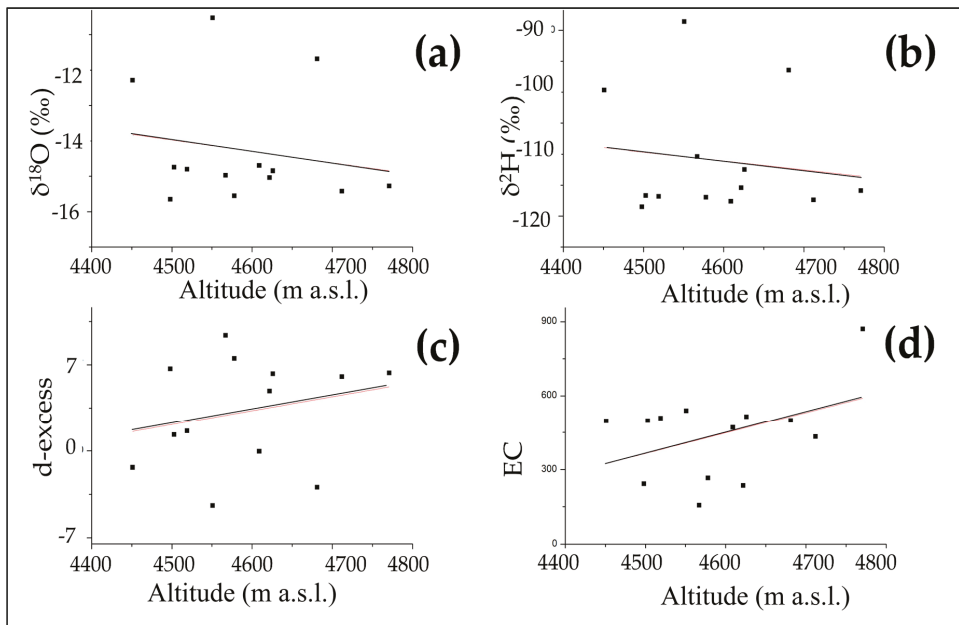 (a)
δ18O (‰)
-12
-14
-16
4400 4500 4600 4700 4800
Altitude (m a.s.l.)
(b)
δ2H (‰)
-90
-100
-110
-120
4400 4500 4600 4700 4800
Altitude (m a.s.l.)
(c)
d-excess
7
0
-7
4400 4500 4600 4700 4800
Altitude (m a.s.l.)
(d)
EC
900
600
300
0
4400 4500 4600 4700 4800
Altitude (m a.s.l.)